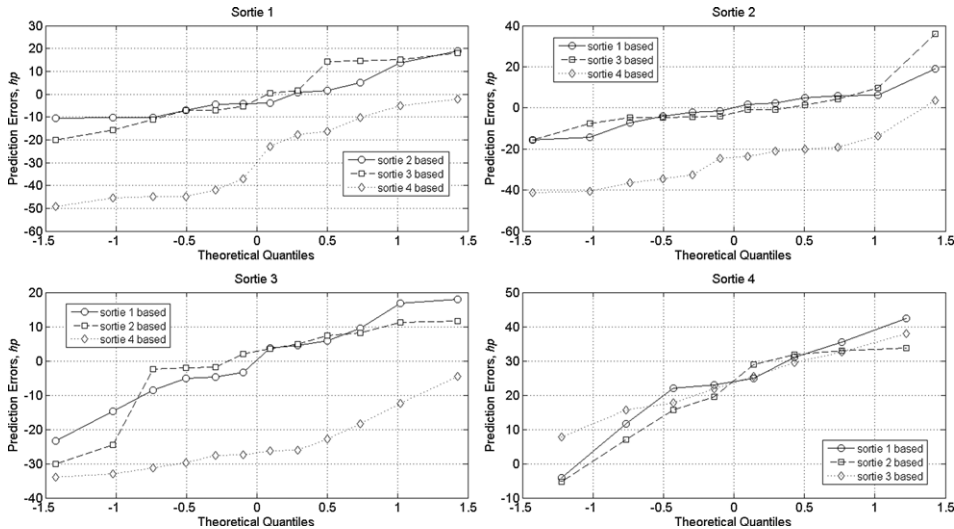 Sortie 1
Prediction Errors, hp
30
20
10
0
-10
-20
-30
-40
-50
-60
-1.5 -1 -0.5 0 0.5 1 1.5
Theoretical Quantiles
sortie 2 based
sortie 3 based
sortie 4 based
Sortie 2
Prediction Errors, hp
40
20
0
-20
-40
-60
-1.5 -1 -0.5 0 0.5 1 1.5
Theoretical Quantiles
sortie 1 based
sortie 3 based
sortie 4 based
Sortie 3
Prediction Errors, hp
20
10
0
-10
-20
-30
-40
-1.5 -1 -0.5 0 0.5 1 1.5
Theoretical Quantiles
sortie 1 based
sortie 2 based
sortie 4 based
Sortie 4
Prediction Errors, hp
50
40
30
20
10
0
-10
-1.5 -1 -0.5 0 0.5 1 1.5
Theoretical Quantiles
sortie 1 based
sortie 2 based
sortie 3 based